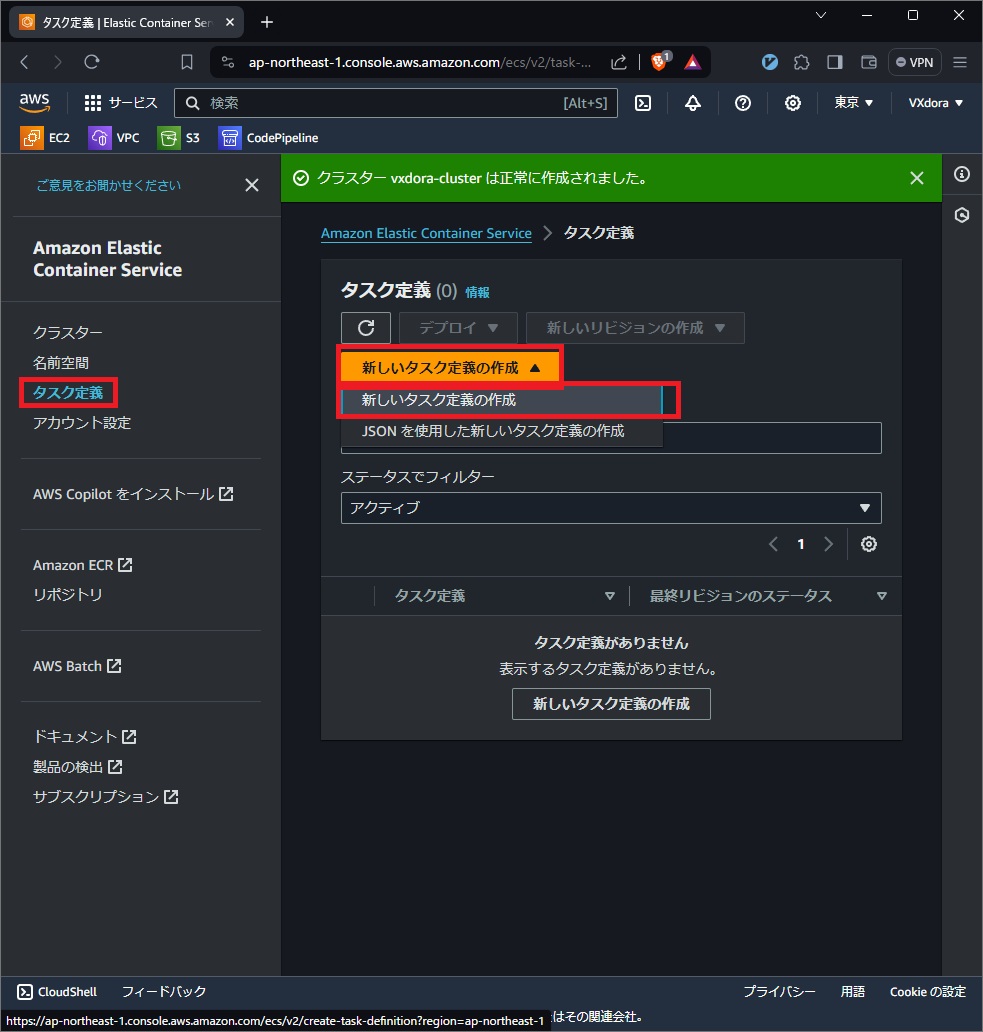 タスク定義 | Elastic Container Ser
ap-northeast-1.console.aws.amazon.com/ecs/v2/task-...
1
VPN
aws
サービス
検索
[Alt+S]
東京
VXdora
EC2
VPC
S3
CodePipeline
ご意見をお聞かせください
クラスター vxdora-cluster は正常に作成されました。
Amazon Elastic
Container Service
クラスター
名前空間
タスク定義
アカウント設定
AWS Copilot をインストール
Amazon ECR
リポジトリ
AWS Batch
ドキュメント
製品の検出
サブスクリプション
Amazon Elastic Container Service
タスク定義
タスク定義 (0) 情報
デプロイ
新しいリビジョンの作成
新しいタスク定義の作成
新しいタスク定義の作成
JSON を使用した新しいタスク定義の作成
ステータスでフィルター
アクティブ
1
タスク定義
最終リビジョンのステータス
タスク定義がありません
表示するタスク定義がありません。
新しいタスク定義の作成
CloudShell
フィードバック
プライバシー
用語
Cookie の設定
https://ap-northeast-1.console.aws.amazon.com/ecs/v2/create-task-definition?region=ap-northeast-1
はその関連会社。